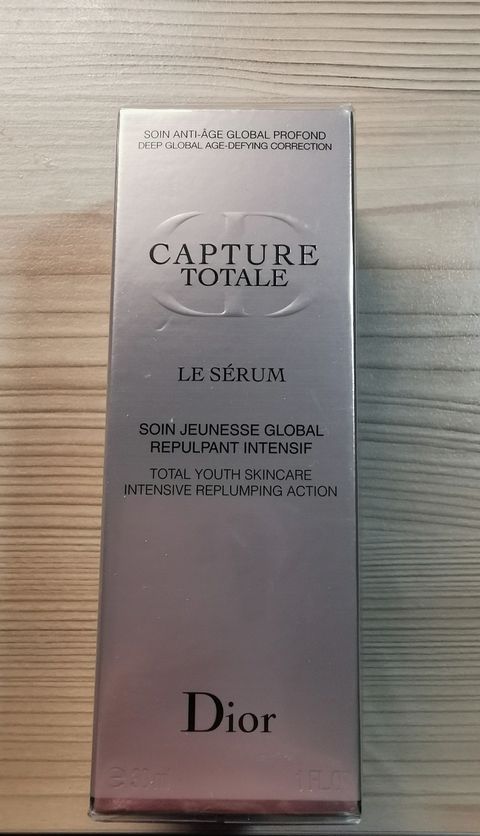 SOIN ANTI-ÂGE GLOBAL PROFOND
DEEP GLOBAL AGE-DEFYING CORRECTION
CD
CAPTURE
TOTALE
LE SÉRUM
SOIN JEUNESSE GLOBAL
REPULPANT INTENSIF
TOTAL YOUTH SKINCARE
INTENSIVE REPLUMPING ACTION
Dior